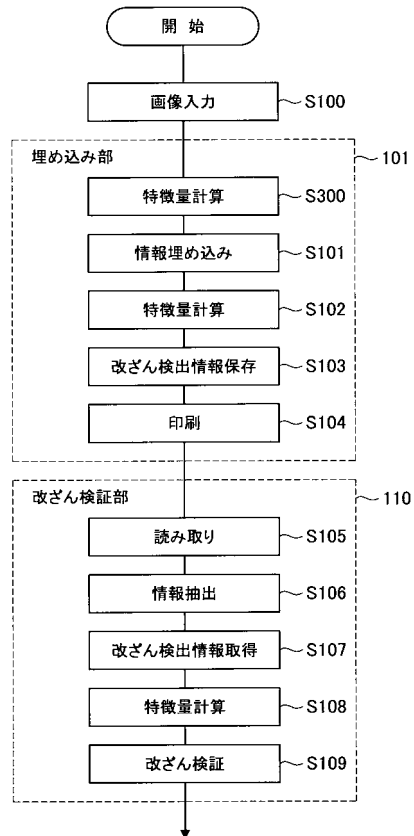 開始
画像入力 S100
埋め込み部 101
特徴量計算 S300
情報埋め込み S101
特徴量計算 S102
改ざん検出情報保存 S103
印刷 S104
改ざん検証部 110
読み取り S105
情報抽出 S106
改ざん検出情報取得 S107
特徴量計算 S108
改ざん検証 S109